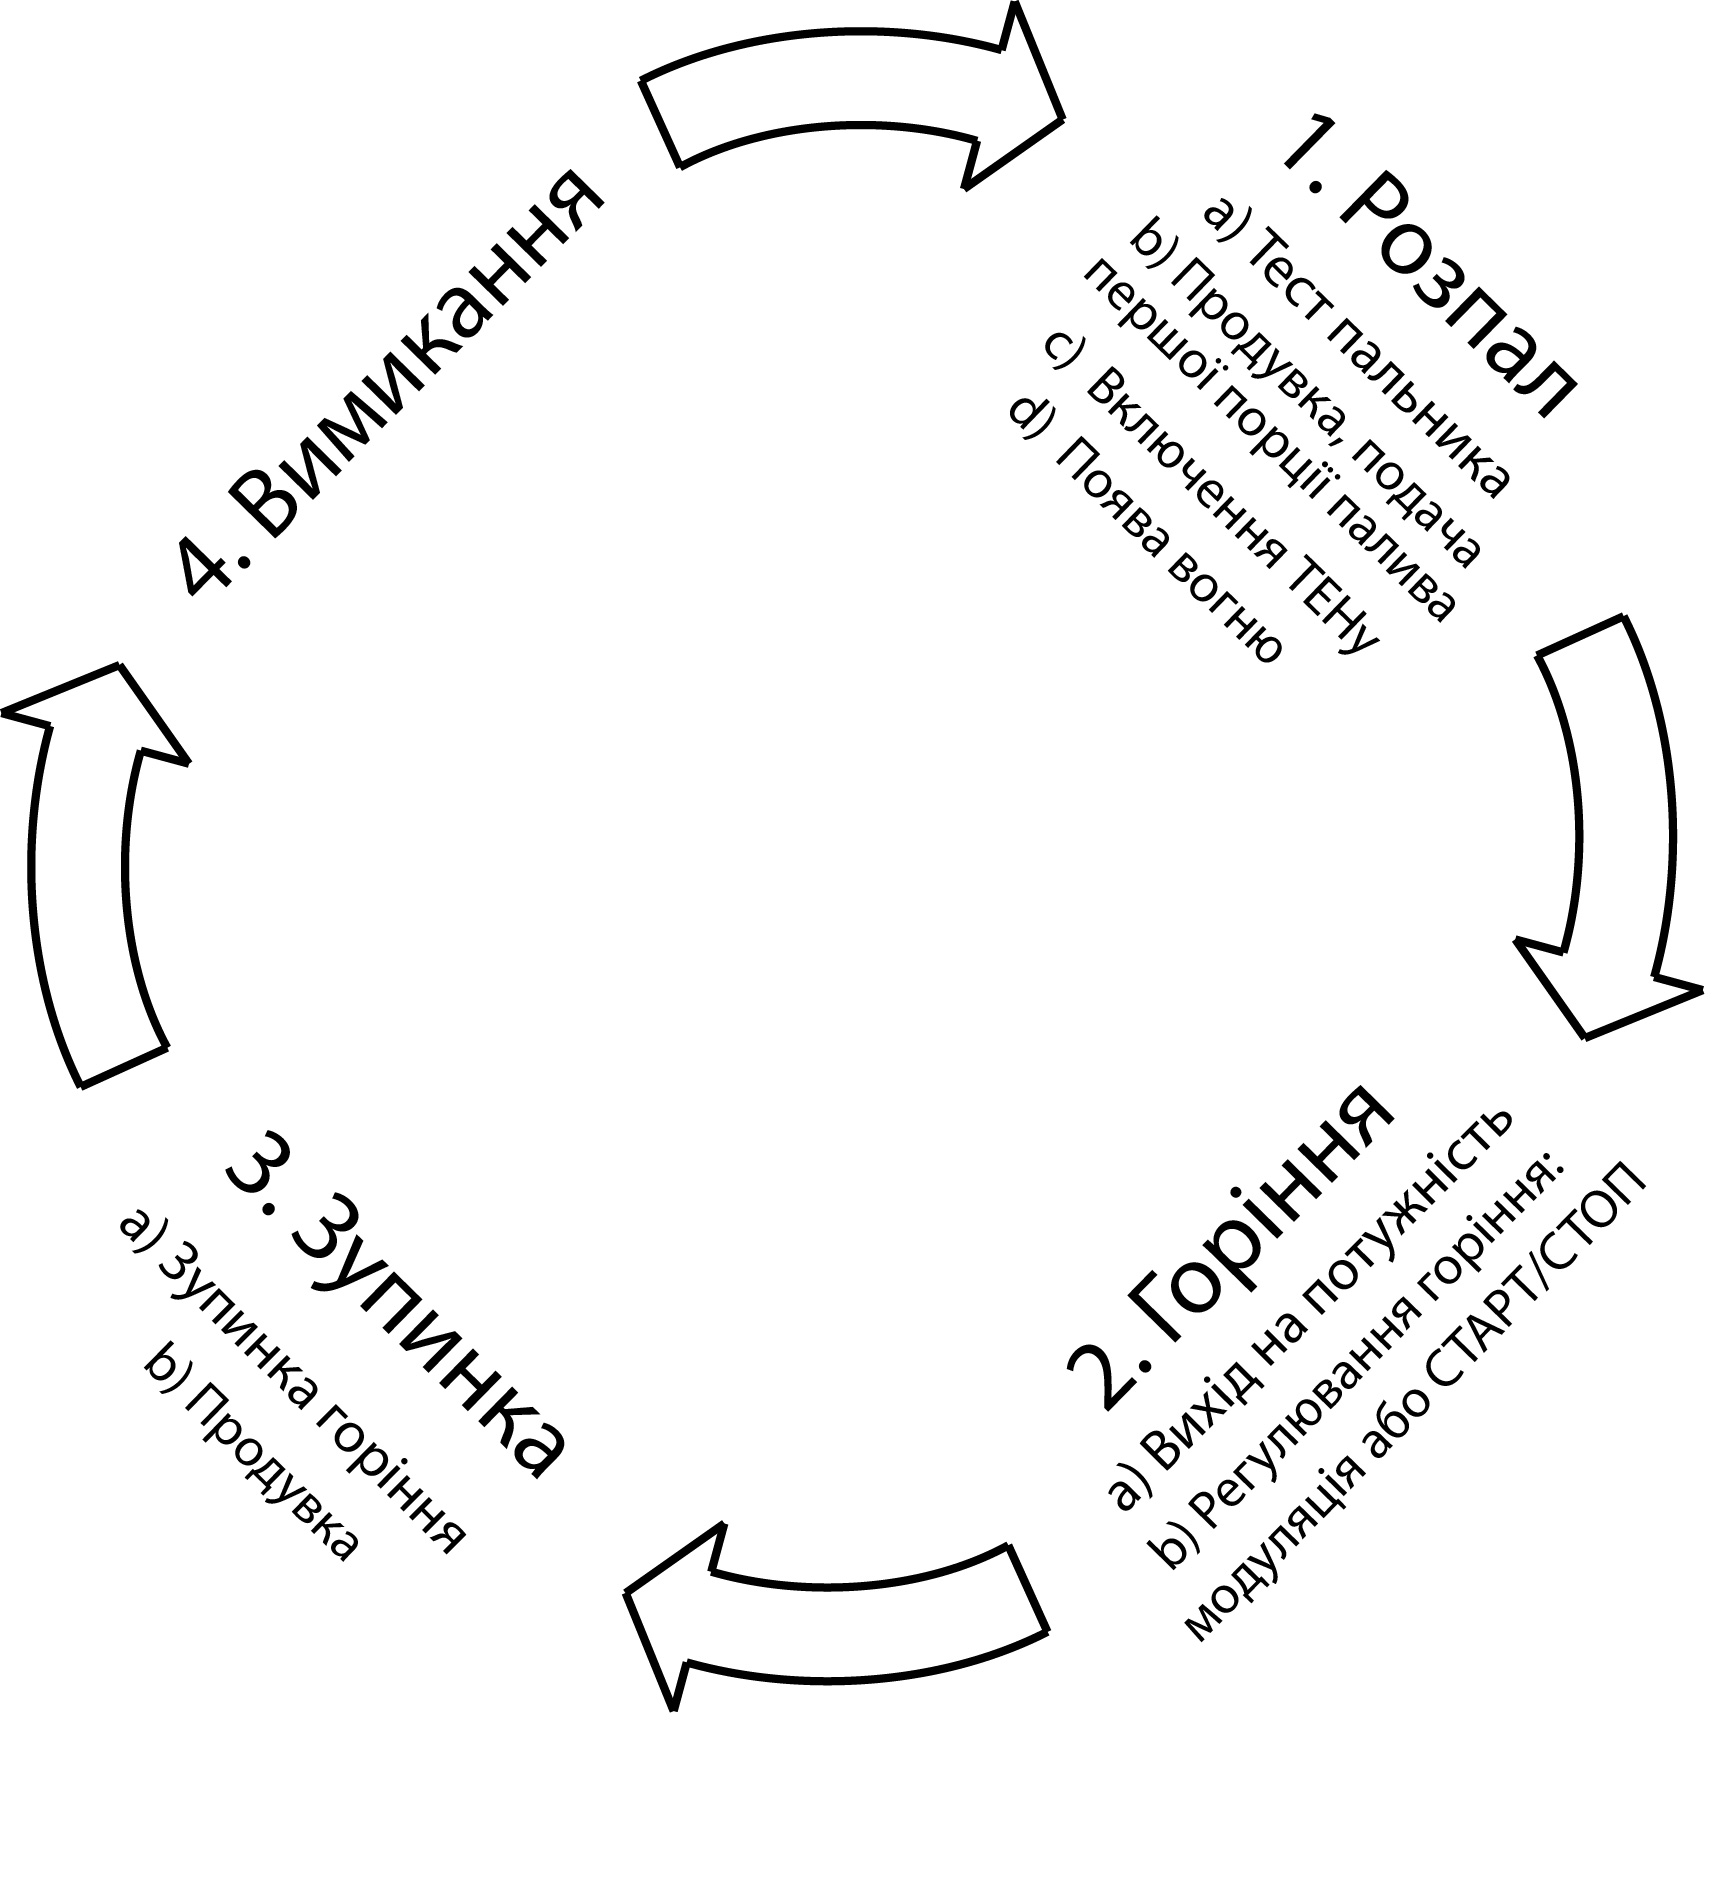 1. Розпал
a) Тест пальника
b) Продувка, подача
першої порції палива
c) Включення ТЕНу
d) Поява вогню
2. Горіння
a) Вихід на потужність
b) Регулювання горіння:
модуляція або СТАРТ/СТОП
3. Зупинка
a) Зупинка горіння
b) Продувка
4. Вимикання